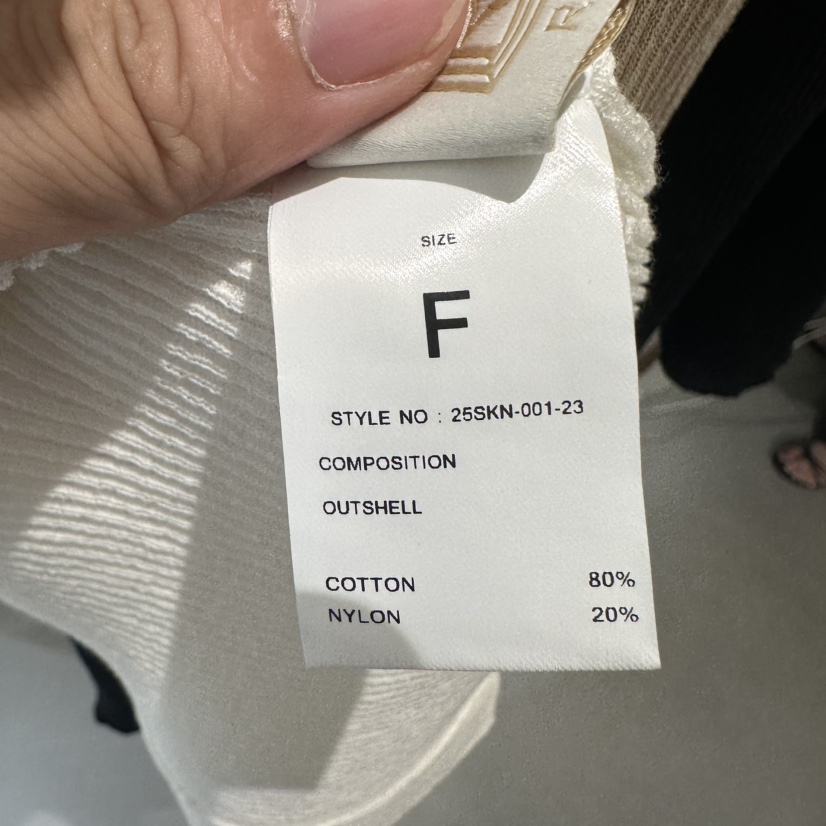 R
SIZE
F
STYLE NO : 25SKN-001-23
COMPOSITION
OUTSHELL
COTTON 80%
NYLON 20%